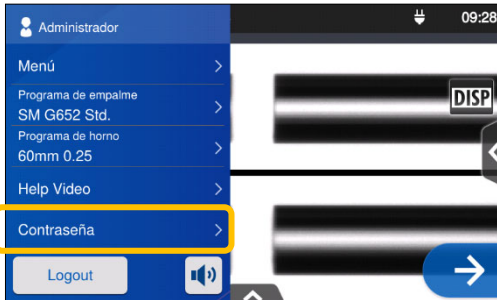 Administrador
09:28
Menú
Programa de empalme
SM G652 Std.
Programa de horno
60mm 0.25
Help Video
Contraseña
Logout
DISP